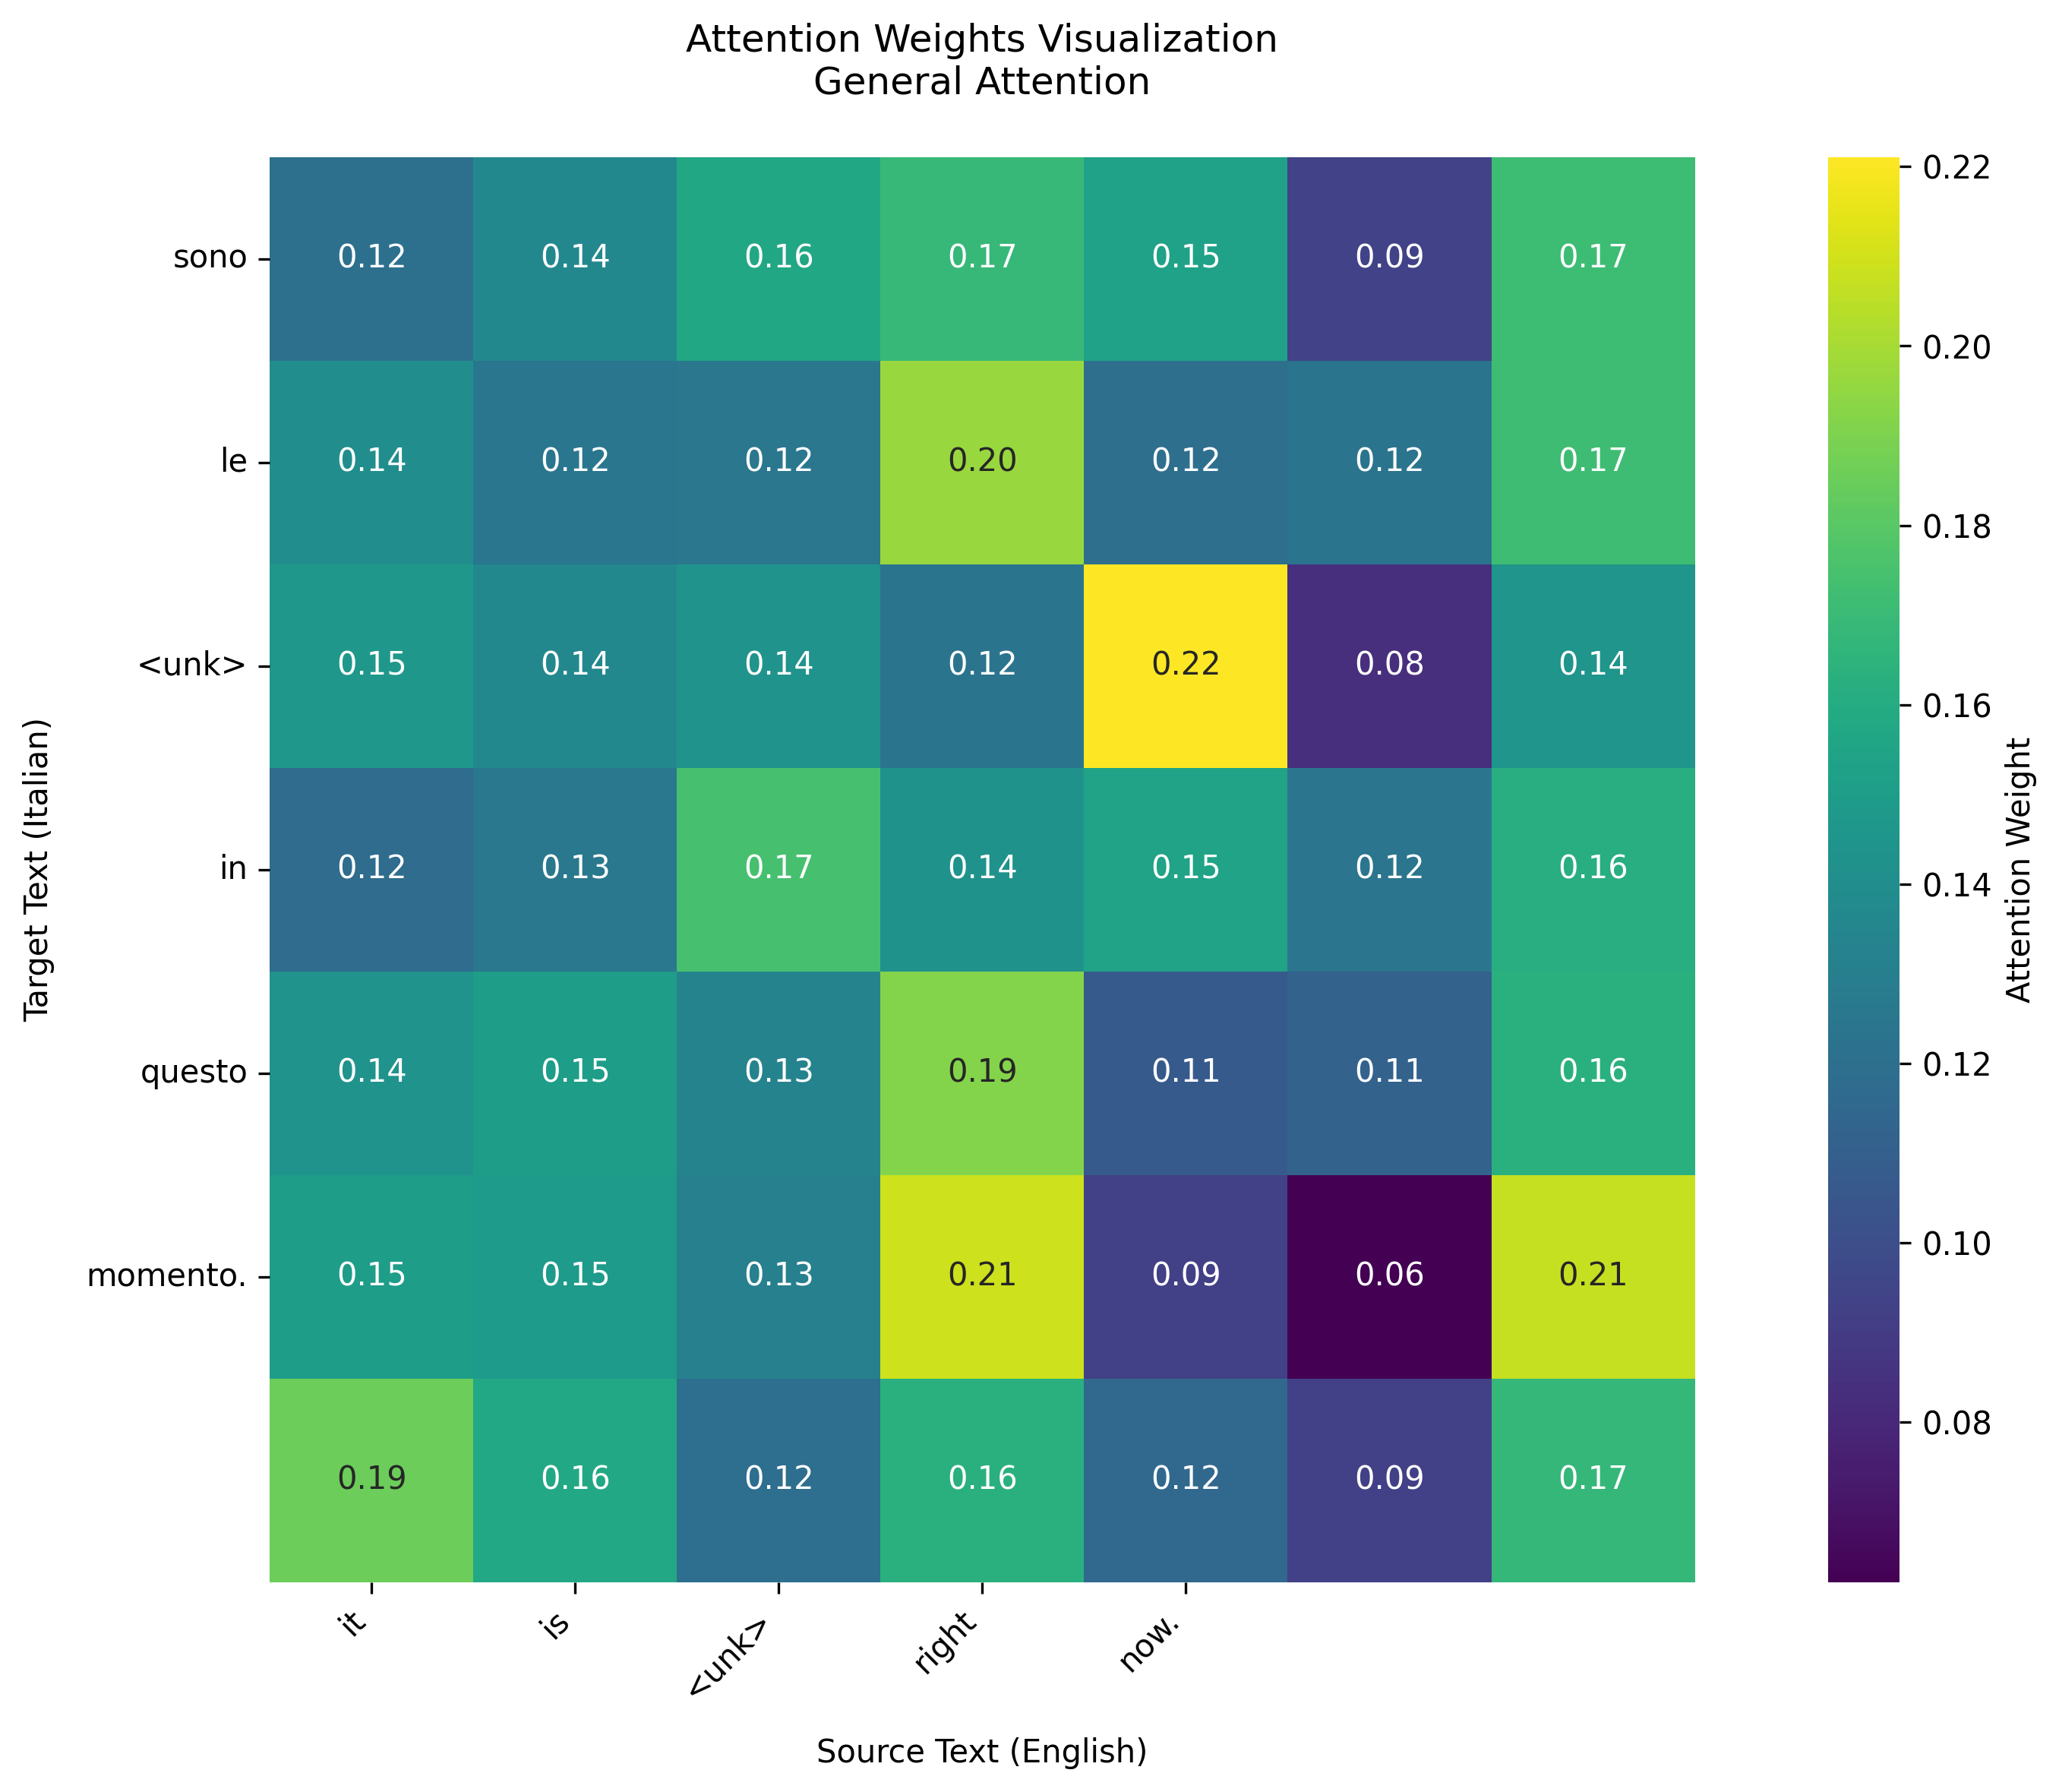 Attention Weights Visualization
General Attention
sono 0.12 0.14 0.16 0.17 0.15 0.09 0.17
le 0.14 0.12 0.12 0.20 0.12 0.12 0.17
<unk> 0.15 0.14 0.14 0.12 0.22 0.08 0.14
in 0.12 0.13 0.17 0.14 0.15 0.12 0.16
questo 0.14 0.15 0.13 0.19 0.11 0.11 0.16
momento. 0.15 0.15 0.13 0.21 0.09 0.06 0.21
0.19 0.16 0.12 0.16 0.12 0.09 0.17
it is <unk> right now.
Source Text (English)
Target Text (Italian)
0.22
0.20
0.18
0.16
0.14
0.12
0.10
0.08
Attention Weight